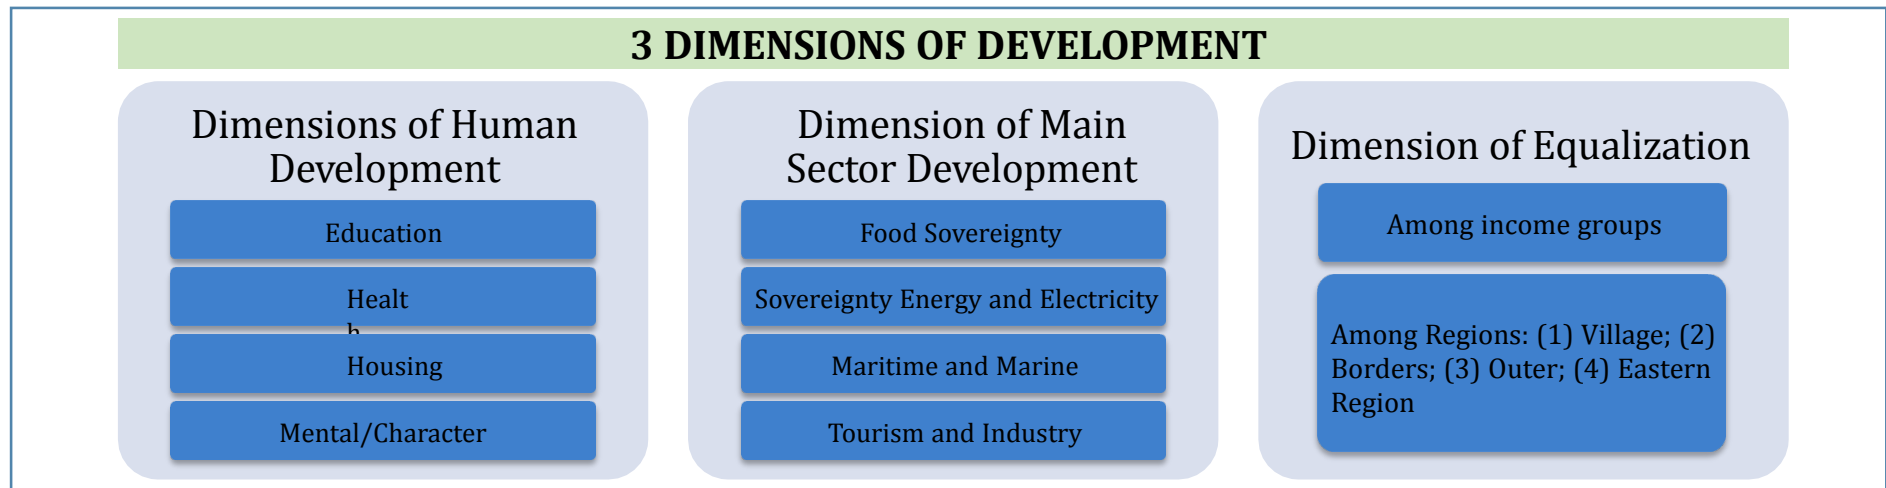 3 DIMENSIONS OF DEVELOPMENT
Dimensions of Human
Development
Education
Healt
h
Housing
Mental/Character
Dimension of Main
Sector Development
Food Sovereignty
Sovereignty Energy and Electricity
Maritime and Marine
Tourism and Industry
Dimension of Equalization
Among income groups
Among Regions: (1) Village; (2)
Borders; (3) Outer; (4) Eastern
Region